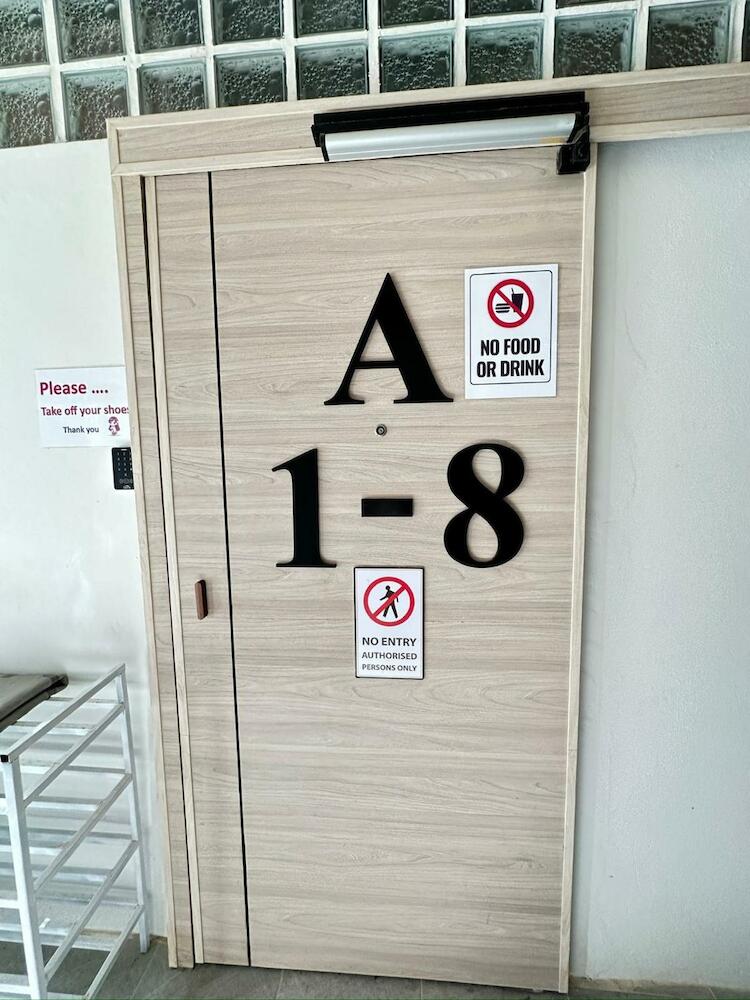 A
NO FOOD
OR DRINK
Please ....
Take off your shoes
Thank you
1-8
NO ENTRY
AUTHORISED
PERSONS ONLY